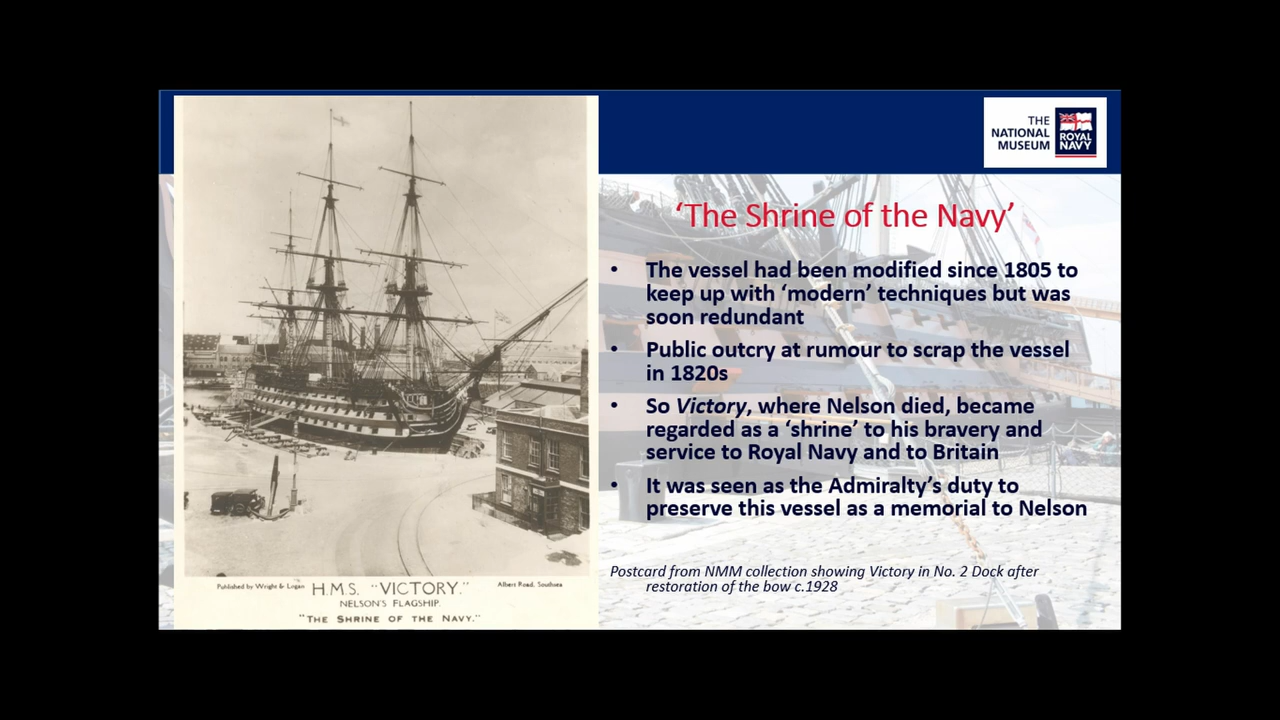 THE
NATIONAL
MUSEUM
ROYAL
NAVY
‘The Shrine of the Navy’
• The vessel had been modified since 1805 to
keep up with ‘modern’ techniques but was
soon redundant
• Public outcry at rumour to scrap the vessel
in 1820s
• So Victory, where Nelson died, became
regarded as a ‘shrine’ to his bravery and
service to Royal Navy and to Britain
• It was seen as the Admiralty’s duty to
preserve this vessel as a memorial to Nelson
Postcard from NMM collection showing Victory in No. 2 Dock after
restoration of the bow c.1928
Published by Wright & Logan H.M.S. "VICTORY." Albert Road, Southsea
NELSON'S FLAGSHIP.
"THE SHRINE OF THE NAVY."